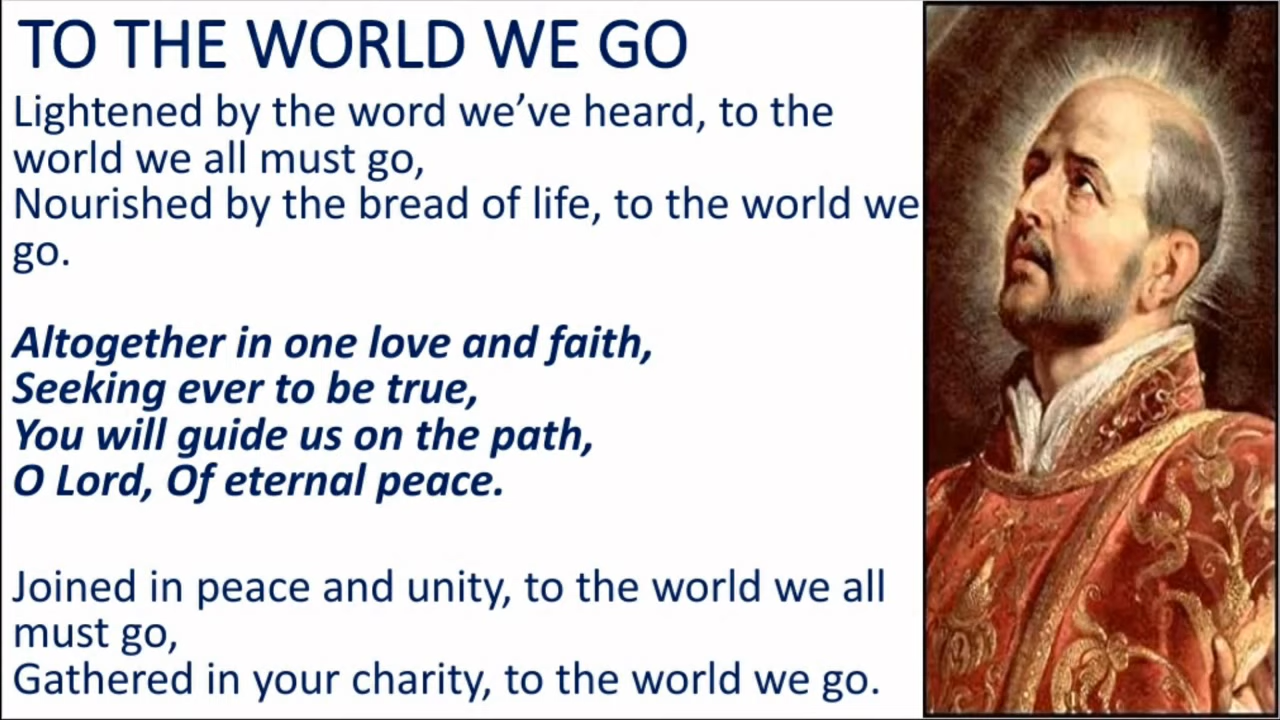 TO THE WORLD WE GO
Lightened by the word we’ve heard, to the
world we all must go,
Nourished by the bread of life, to the world we
go.
Altogether in one love and faith,
Seeking ever to be true,
You will guide us on the path,
O Lord, Of eternal peace.
Joined in peace and unity, to the world we all
must go,
Gathered in your charity, to the world we go.